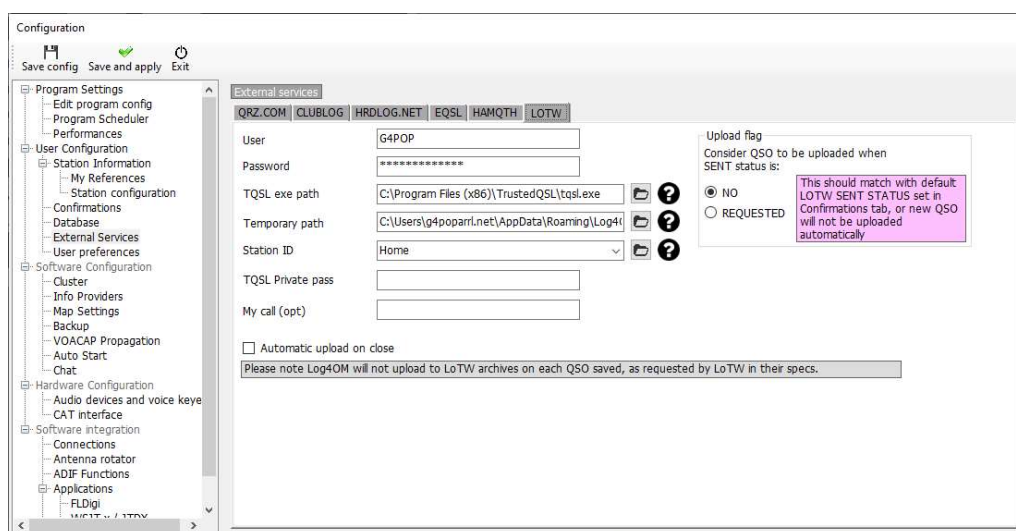 Configuration
Save config Save and apply Exit
Program Settings
Edit program config
Program Scheduler
Performances
User Configuration
Station Information
My References
Station configuration
Confirmations
Database
External Services
User preferences
Software Configuration
Cluster
Info Providers
Map Settings
Backup
VOACAP Propagation
Auto Start
Chat
Hardware Configuration
Audio devices and voice keye
CAT interface
Software integration
Connections
Antenna rotator
ADIF Functions
Applications
FLDigi
WSJT-x / JTDX
External services
QRZ.COM CLUBLOG HRDLOG.NET EQSL HAMQTH LOTW
User G4POP
Password *************
TQSL exe path C:\Program Files (x86)\TrustedQSL\tqsl.exe
Temporary path C:\Users\g4poparrl.net\AppData\Roaming\Log4(
Station ID Home
TQSL Private pass
My call (opt)
Automatic upload on close
Please note Log4OM will not upload to LoTW archives on each QSO saved, as requested by LoTW in their specs.
Upload flag
Consider QSO to be uploaded when
SENT status is:
NO
REQUESTED
This should match with default
LOTW SENT STATUS set in
Confirmations tab, or new QSO
will not be uploaded
automatically